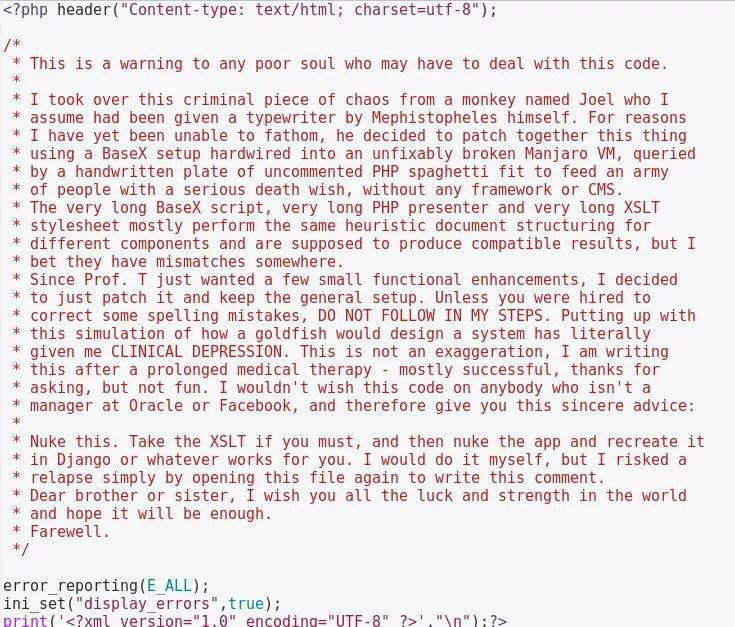 <?php header("Content-type: text/html; charset=utf-8");
/*
* This is a warning to any poor soul who may have to deal with this code.
*
* I took over this criminal piece of chaos from a monkey named Joel who I
* assume had been given a typewriter by Mephistopheles himself. For reasons
* I have yet been unable to fathom, he decided to patch together this thing
* using a BaseX setup hardwired into an unfixably broken Manjaro VM, queried
* by a handwritten plate of uncommented PHP spaghetti fit to feed an army
* of people with a serious death wish, without any framework or CMS.
* The very long BaseX script, very long PHP presenter and very long XSLT
* stylesheet mostly perform the same heuristic document structuring for
* different components and are supposed to produce compatible results, but I
* bet they have mismatches somewhere.
* Since Prof. T just wanted a few small functional enhancements, I decided
* to just patch it and keep the general setup. Unless you were hired to
* correct some spelling mistakes, DO NOT FOLLOW IN MY STEPS. Putting up with
* this simulation of how a goldfish would design a system has literally
* given me CLINICAL DEPRESSION. This is not an exaggeration, I am writing
* this after a prolonged medical therapy - mostly successful, thanks for
* asking, but not fun. I wouldn't wish this code on anybody who isn't a
* manager at Oracle or Facebook, and therefore give you this sincere advice:
*
* Nuke this. Take the XSLT if you must, and then nuke the app and recreate it
* in Django or whatever works for you. I would do it myself, but I risked a
* relapse simply by opening this file again to write this comment.
* Dear brother or sister, I wish you all the luck and strength in the world
* and hope it will be enough.
* Farewell.
*/
error_reporting(E_ALL);
ini_set("display_errors",true);
print('<?xml version="1.0" encoding="UTF-8" ?>'."\n");?>